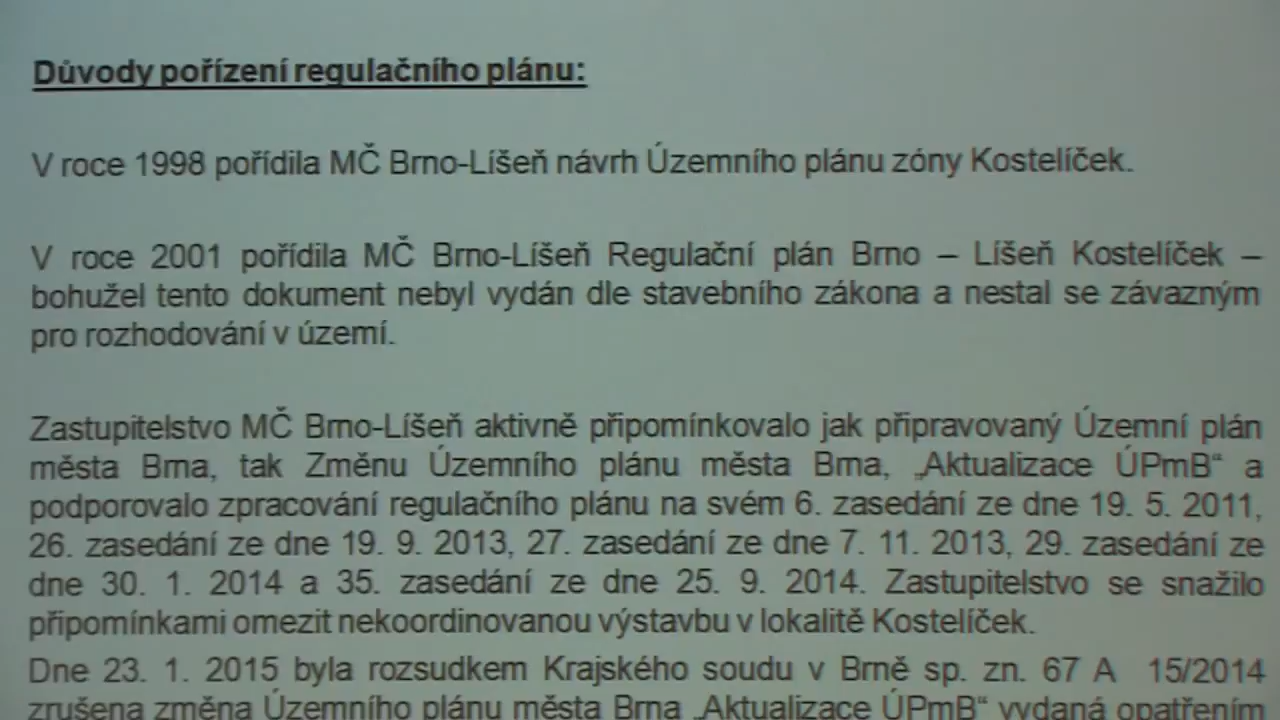 Důvody pořízení regulačního plánu:
V roce 1998 pořídila MČ Brno-Líšeň návrh Územního plánu zóny Kostelíček.
V roce 2001 pořídila MČ Brno-Líšeň Regulační plán Brno – Líšeň Kostelíček –
bohužel tento dokument nebyl vydán dle stavebního zákona a nestal se závazným
pro rozhodování v území.
Zastupitelstvo MČ Brno-Líšeň aktivně připomínkovalo jak připravovaný Územní plán
města Brna, tak Změnu Územního plánu města Brna, „Aktualizace ÚPmB“ a
podporovalo zpracování regulačního plánu na svém 6. zasedání ze dne 19. 5. 2011,
26. zasedání ze dne 19. 9. 2013, 27. zasedání ze dne 7. 11. 2013, 29. zasedání ze
dne 30. 1. 2014 a 35. zasedání ze dne 25. 9. 2014. Zastupitelstvo se snažilo
připomínkami omezit nekoordinovanou výstavbu v lokalitě Kostelíček.
Dne 23. 1. 2015 byla rozsudkem Krajského soudu v Brně sp. zn. 67 A 15/2014
zrušena změna Územního plánu města Brna „Aktualizace ÚPmB“ vydaná opatřením